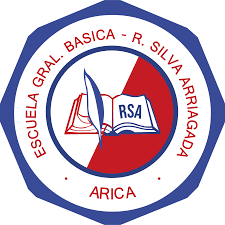 ESCUELA GRAL. BASICA - R. SILVA ARRIAGADA
RSA
· ARICA ·